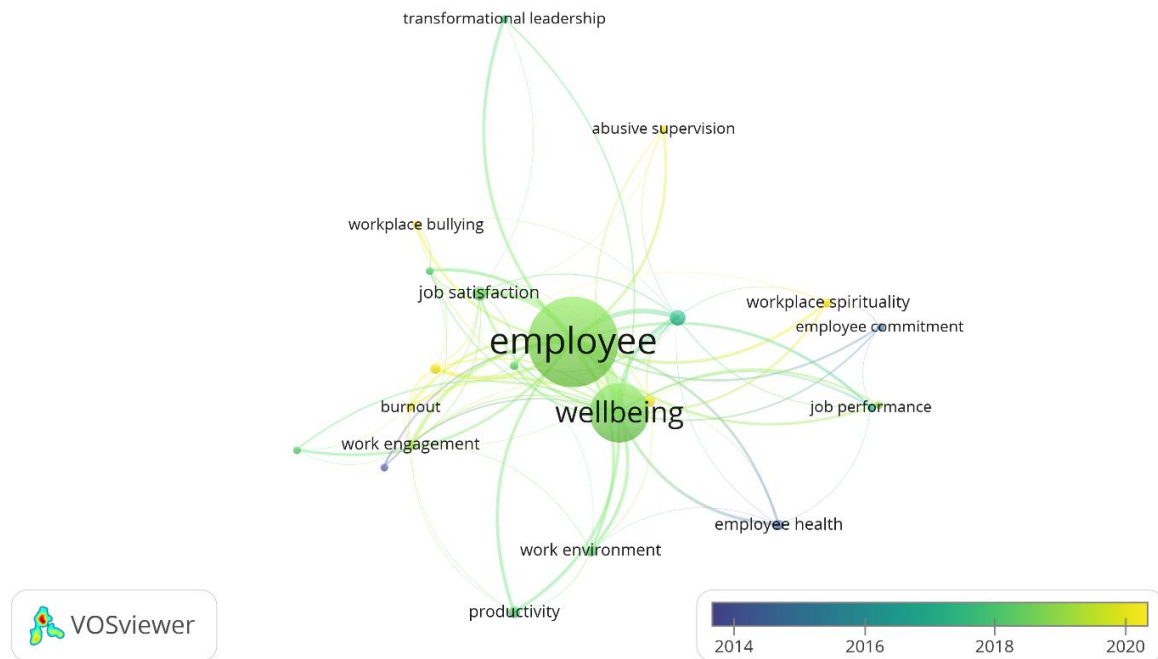 transformational leadership
abusive supervision
workplace bullying
job satisfaction
workplace spirituality
employee commitment
employee
wellbeing
burnout
job performance
work engagement
employee health
work environment
productivity
VOSviewer
2014 2016 2018 2020